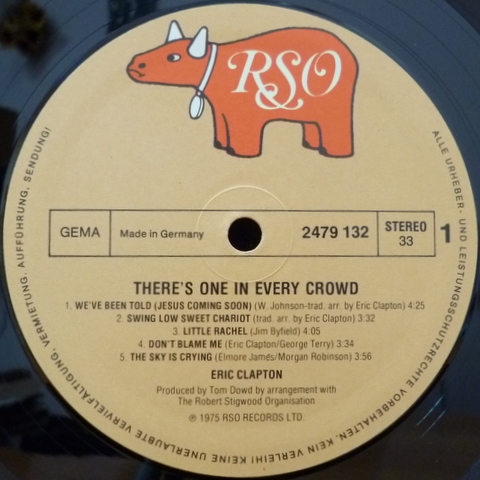 RSO
GEMA
Made in Germany
2479 132
STEREO
33
1
THERE'S ONE IN EVERY CROWD
1. WE'VE BEEN TOLD (JESUS COMING SOON) (W. Johnson-trad. arr. by Eric Clapton) 4:25
2. SWING LOW SWEET CHARIOT (trad. arr. by Eric Clapton) 3:32
3. LITTLE RACHEL (Jim Byfield) 4:05
4. DON'T BLAME ME (Eric Clapton/George Terry) 3:34
5. THE SKY IS CRYING (Elmore James/Morgan Robinson) 3:56
ERIC CLAPTON
Produced by Tom Dowd by arrangement with
The Robert Stigwood Organisation
℗ 1975 RSO RECORDS LTD.
ALLE URHEBER- UND LEISTUNGSSCHUTZRECHTE VORBEHALTEN. KEIN VERLEIH! KEINE UNERLAUBTE VERVIELFÄLTIGUNG, VERMIETUNG, AUFFÜHRUNG, SENDUNG!